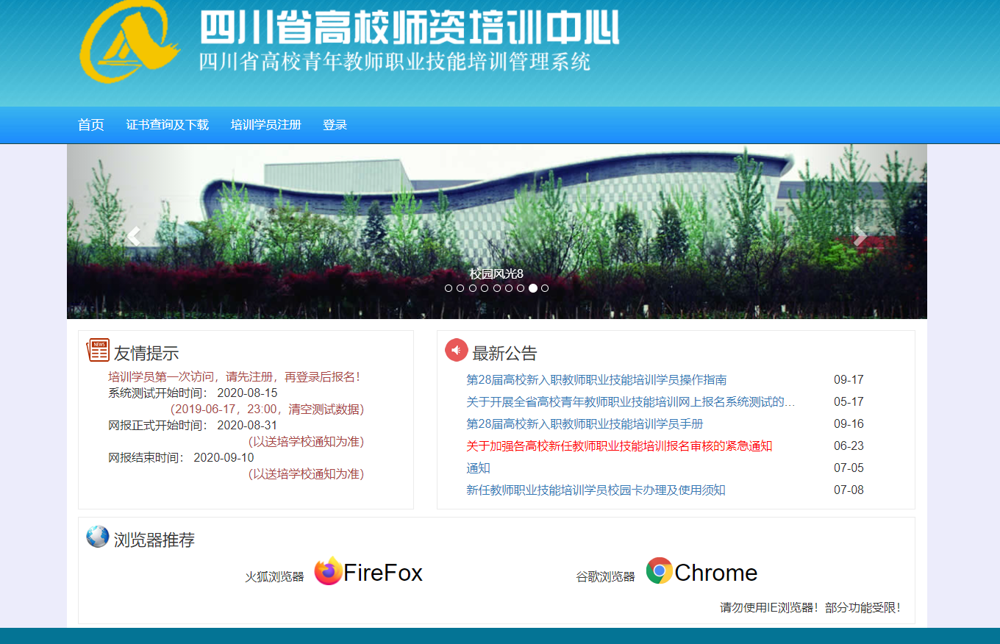 四川省高校师资培训中心
四川省高校青年教师职业技能培训管理系统
首页 证书查询及下载 培训学员注册 登录
校园风光8
NEWS 友情提示
培训学员第一次访问，请先注册，再登录后报名！
系统测试开始时间： 2020-08-15
（2019-06-17，23:00，清空测试数据）
网报正式开始时间： 2020-08-31
（以送培学校通知为准）
网报结束时间： 2020-09-10
（以送培学校通知为准）
最新公告
第28届高校新入职教师职业技能培训学员操作指南 09-17
关于开展全省高校青年教师职业技能培训网上报名系统测试的... 05-17
第28届高校新入职教师职业技能培训学员手册 09-16
关于加强各高校新任教师职业技能培训报名审核的紧急通知 06-23
通知 07-05
新任教师职业技能培训学员校园卡办理及使用须知 07-08
浏览器推荐
火狐浏览器 FireFox 谷歌浏览器 Chrome
请勿使用IE浏览器！部分功能受限！